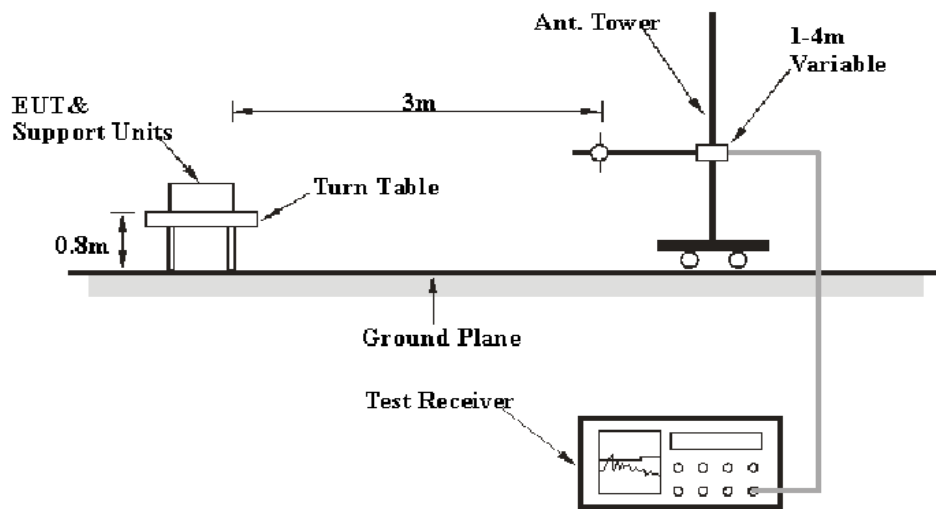 Ant. Tower
1-4m
Variable
3m
EUT&
Support Units
Turn Table
0.8m
Ground Plane
Test Receiver